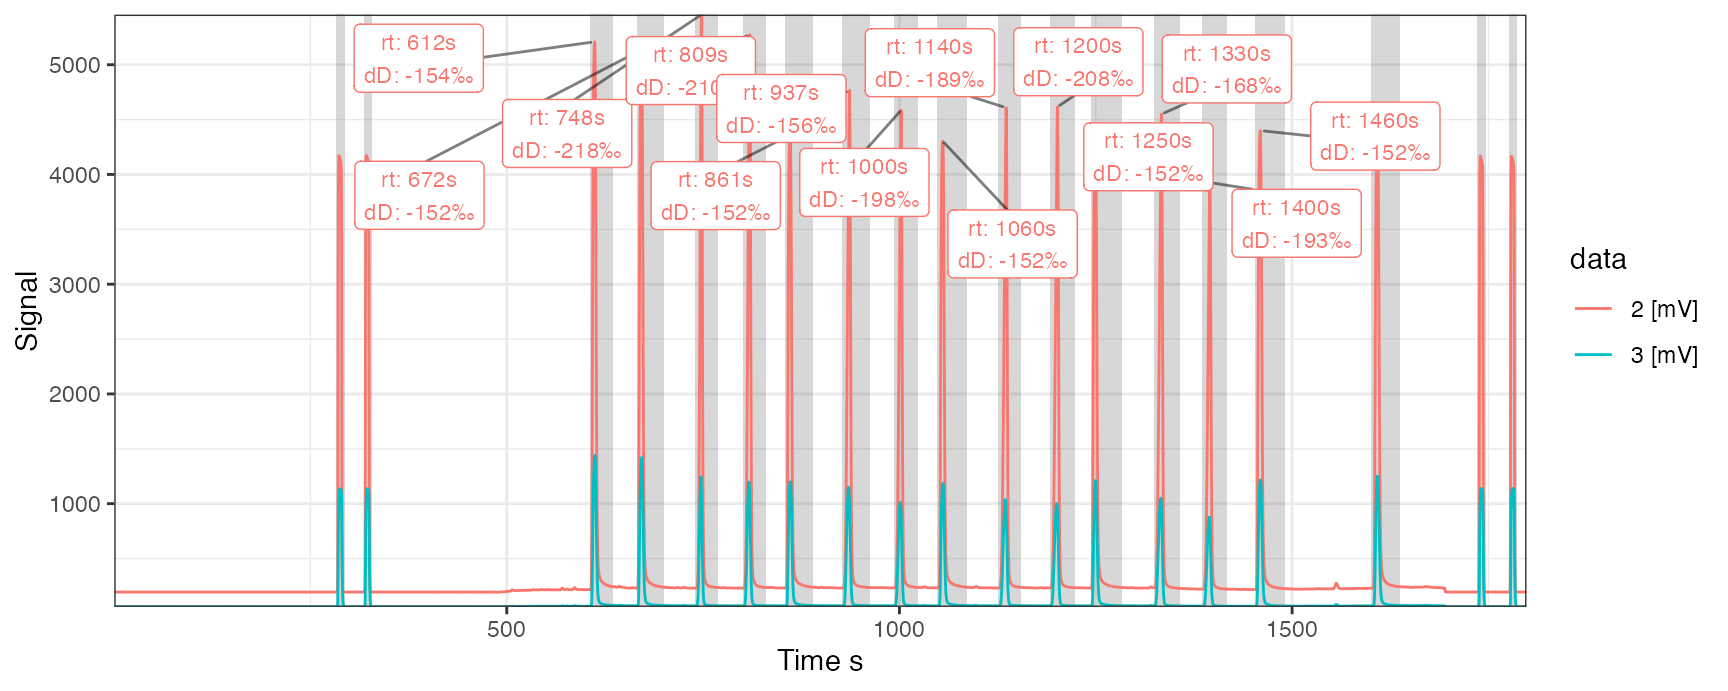 rt: 612s
dD: -154‰
rt: 809s
dD: -210
rt: 937s
dD: -156‰
rt: 1140s
dD: -189‰
rt: 1200s
dD: -208‰
rt: 1330s
dD: -168‰
rt: 748s
dD: -218‰
rt: 1460s
dD: -152‰
rt: 1250s
dD: -152‰
rt: 672s
dD: -152‰
rt: 861s
dD: -152‰
rt: 1000s
dD: -198‰
rt: 1060s
dD: -152‰
rt: 1400s
dD: -193‰
5000
4000
3000
2000
1000
Signal
500
1000
1500
Time s
data
2 [mV]
3 [mV]